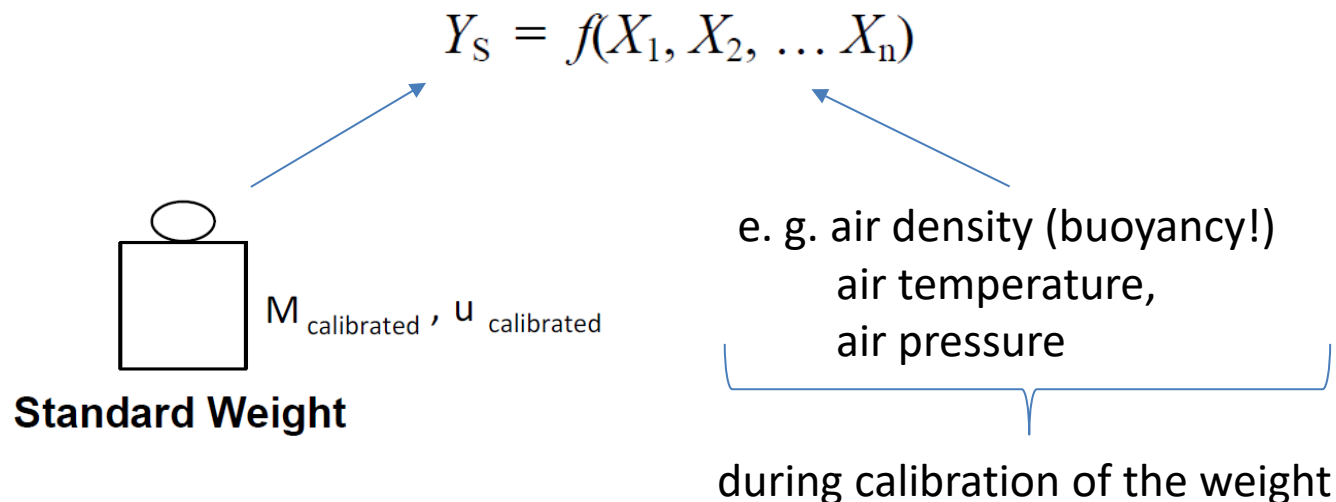 Y_S = f(X_1, X_2, … X_n)
e. g. air density (buoyancy!)
air temperature,
air pressure
M calibrated , u calibrated
Standard Weight
during calibration of the weight